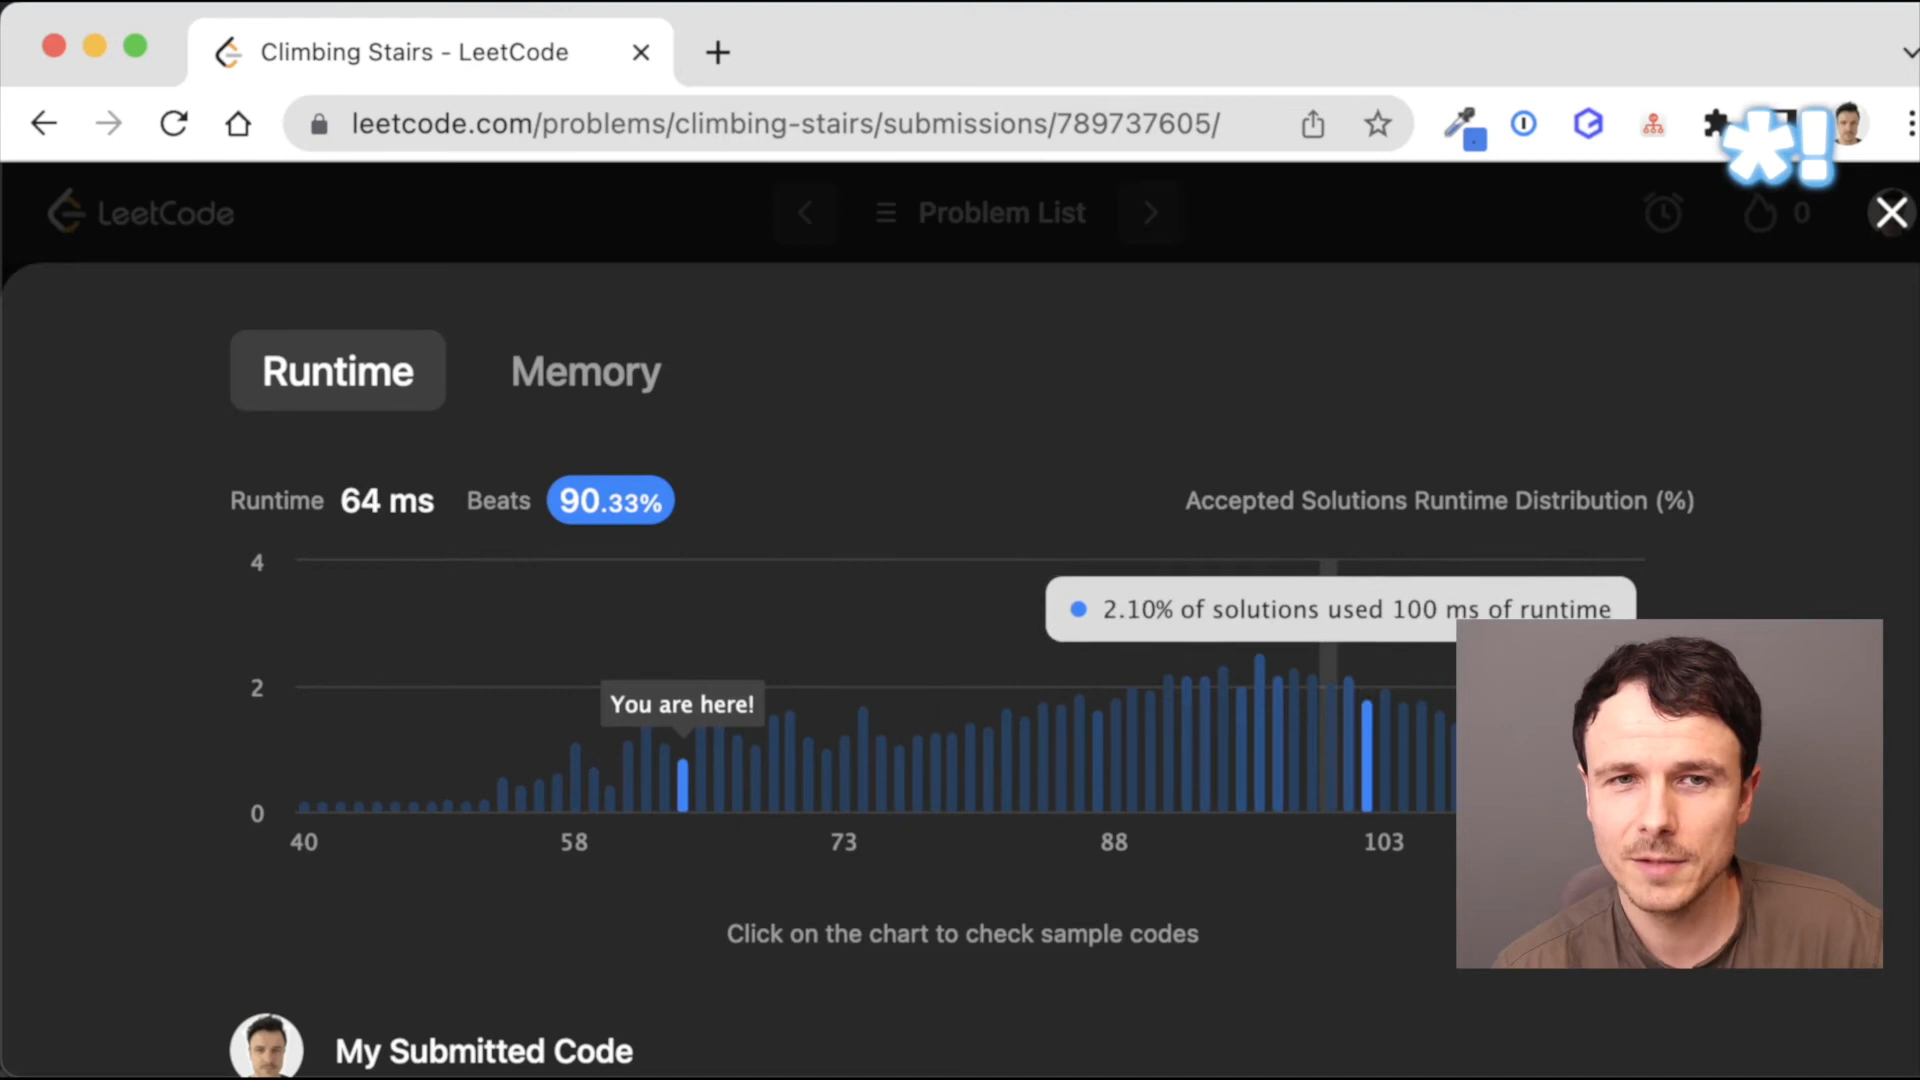 Climbing Stairs - LeetCode
leetcode.com/problems/climbing-stairs/submissions/789737605/
*!
LeetCode
Problem List
0
Runtime
Memory
Runtime 64 ms Beats 90.33%
Accepted Solutions Runtime Distribution (%)
4
2.10% of solutions used 100 ms of runtime
2
You are here!
0
40 58 73 88 103
Click on the chart to check sample codes
My Submitted Code